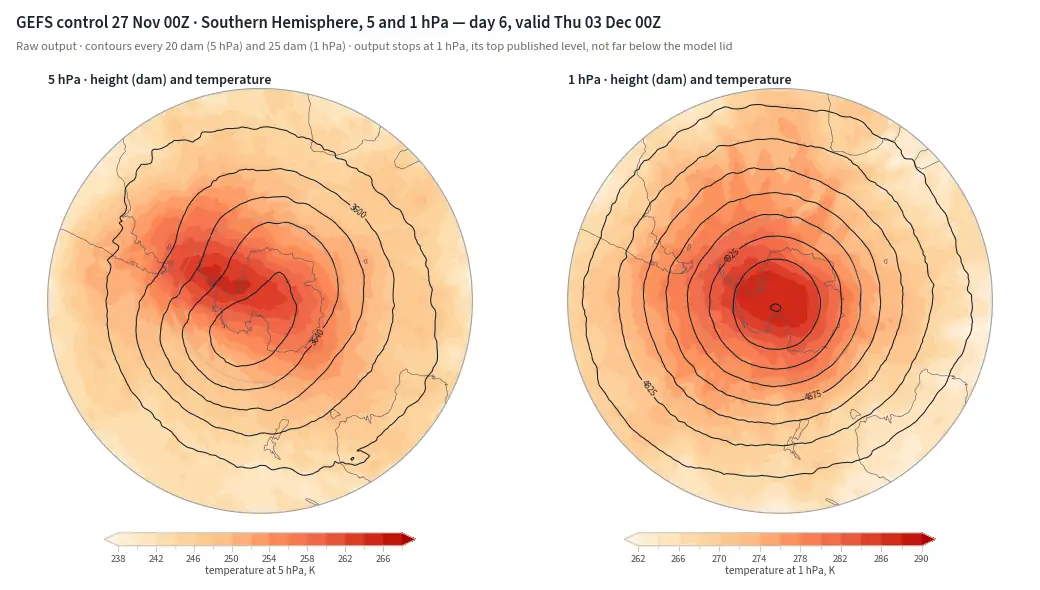 GEFS control 27 Nov 00Z · Southern Hemisphere, 5 and 1 hPa — day 6, valid Thu 03 Dec 00Z
Raw output · contours every 20 dam (5 hPa) and 25 dam (1 hPa) · output stops at 1 hPa, its top published level, not far below the model lid
5 hPa · height (dam) and temperature
1 hPa · height (dam) and temperature
3600
3640
4925
4825
4875
238 242 246 250 254 258 262 266
temperature at 5 hPa, K
262 266 270 274 278 282 286 290
temperature at 1 hPa, K